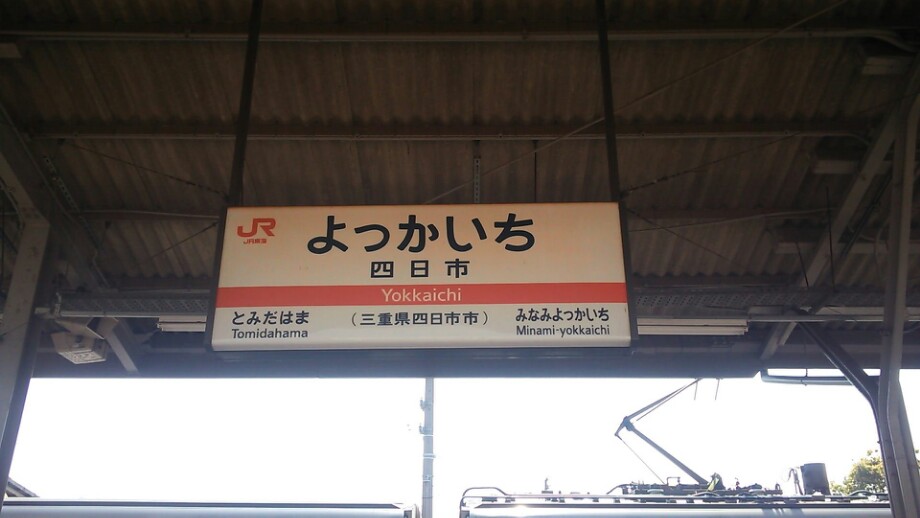 JR
JR東海
よっかいち
四日市
Yokkaichi
とみだはま
Tomidahama
(三重県四日市市)
みなみよっかいち
Minami-yokkaichi